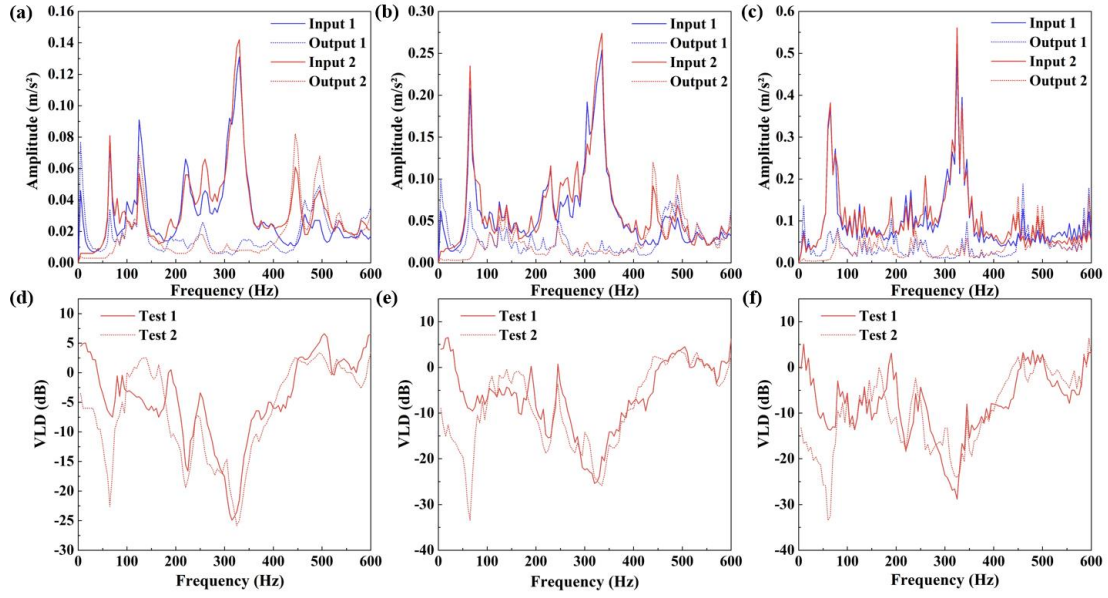 (a)
Input 1
Output 1
Input 2
Output 2
Amplitude (m/s²)
0.16
0.14
0.12
0.10
0.08
0.06
0.04
0.02
0.00
0 100 200 300 400 500 600
Frequency (Hz)
(b)
Input 1
Output 1
Input 2
Output 2
Amplitude (m/s²)
0.30
0.25
0.20
0.15
0.10
0.05
0.00
0 100 200 300 400 500 600
Frequency (Hz)
(c)
Input 1
Output 1
Input 2
Output 2
Amplitude (m/s²)
0.6
0.5
0.4
0.3
0.2
0.1
0.0
0 100 200 300 400 500 600
Frequency (Hz)
(d)
Test 1
Test 2
VLD (dB)
10
5
0
-5
-10
-15
-20
-25
-30
0 100 200 300 400 500 600
Frequency (Hz)
(e)
Test 1
Test 2
VLD (dB)
10
0
-10
-20
-30
-40
0 100 200 300 400 500 600
Frequency (Hz)
(f)
Test 1
Test 2
VLD (dB)
10
0
-10
-20
-30
-40
0 100 200 300 400 500 600
Frequency (Hz)